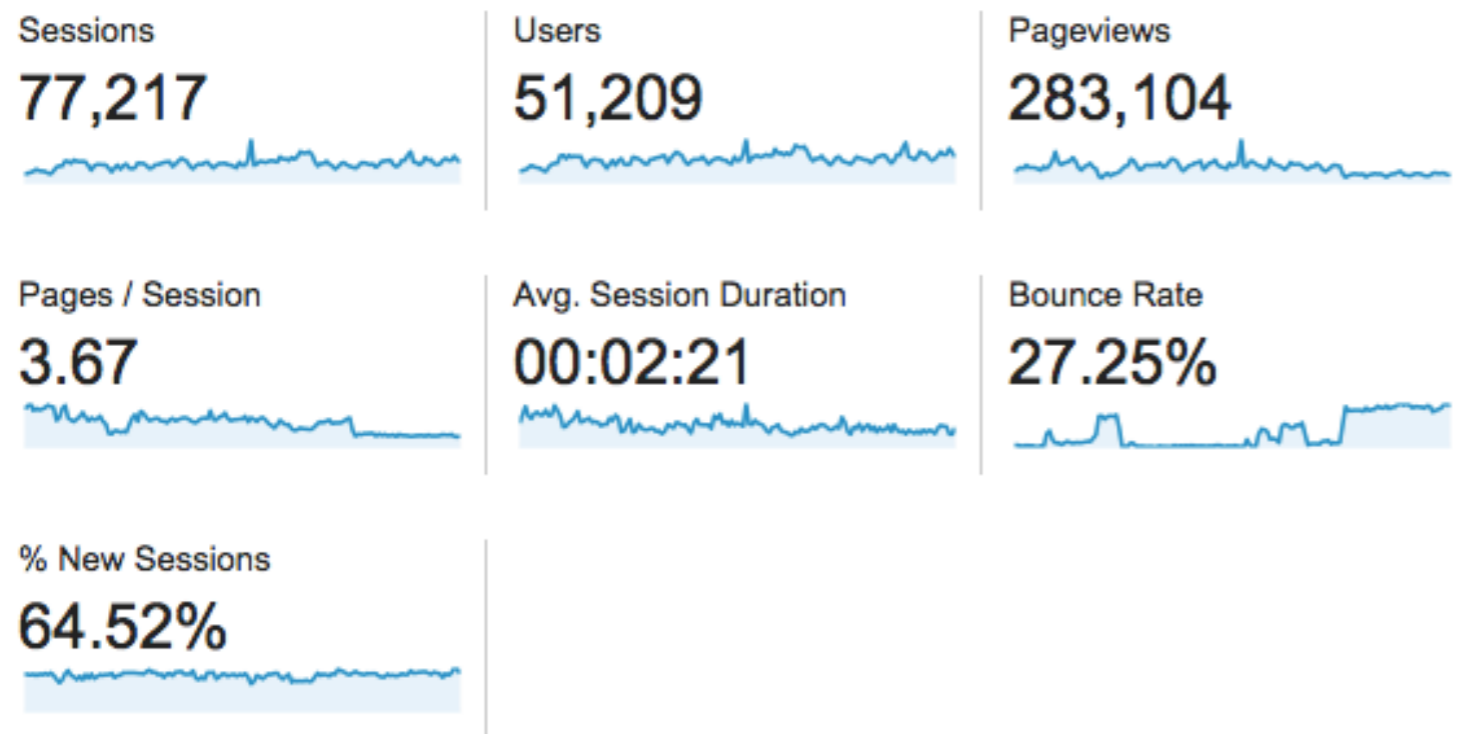 Sessions
77,217
Users
51,209
Pageviews
283,104
Pages / Session
3.67
Avg. Session Duration
00:02:21
Bounce Rate
27.25%
% New Sessions
64.52%